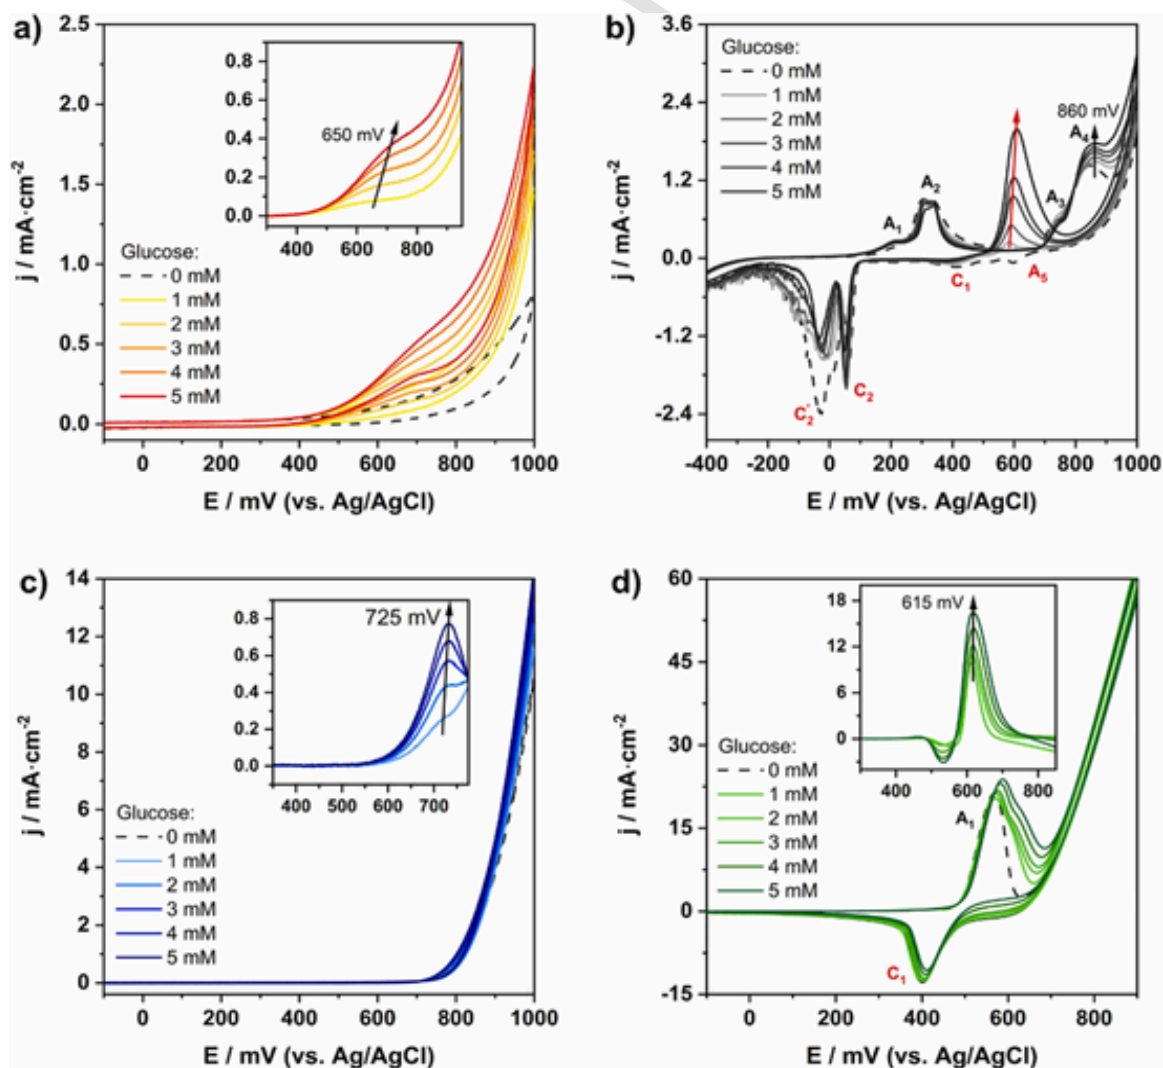 a)
2.5
2.0
1.5
1.0
0.5
0.0
j / mA·cm⁻²
0.8
0.6
0.4
0.2
0.0
650 mV
400
600
800
Glucose:
0 mM
1 mM
2 mM
3 mM
4 mM
5 mM
0
200
400
600
800
1000
E / mV (vs. Ag/AgCl)
b)
3.6
2.4
1.2
0.0
-1.2
-2.4
j / mA·cm⁻²
Glucose:
0 mM
1 mM
2 mM
3 mM
4 mM
5 mM
A₁
A₂
A₃
A₄
860 mV
A₅
C₁
C₂
C₂'
-400
-200
0
200
400
600
800
1000
E / mV (vs. Ag/AgCl)
c)
14
12
10
8
6
4
2
0
j / mA·cm⁻²
0.8
0.6
0.4
0.2
0.0
725 mV
400
500
600
700
Glucose:
0 mM
1 mM
2 mM
3 mM
4 mM
5 mM
0
200
400
600
800
1000
E / mV (vs. Ag/AgCl)
d)
60
45
30
15
0
-15
j / mA·cm⁻²
18
12
6
0
615 mV
400
600
800
Glucose:
0 mM
1 mM
2 mM
3 mM
4 mM
5 mM
A₁
C₁
0
200
400
600
800
E / mV (vs. Ag/AgCl)